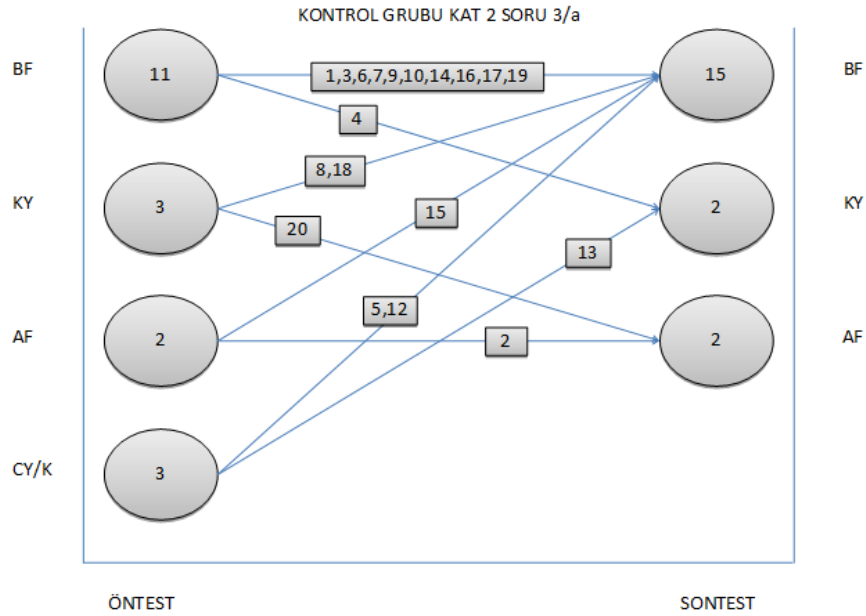 KONTROL GRUBU KAT 2 SORU 3/a
BF 11 1,3,6,7,9,10,14,16,17,19 15 BF
4
8,18
KY 3 15 2 KY
20
13
5,12
AF 2 2 2 AF
CY/K 3
ÖNTEST SONTEST